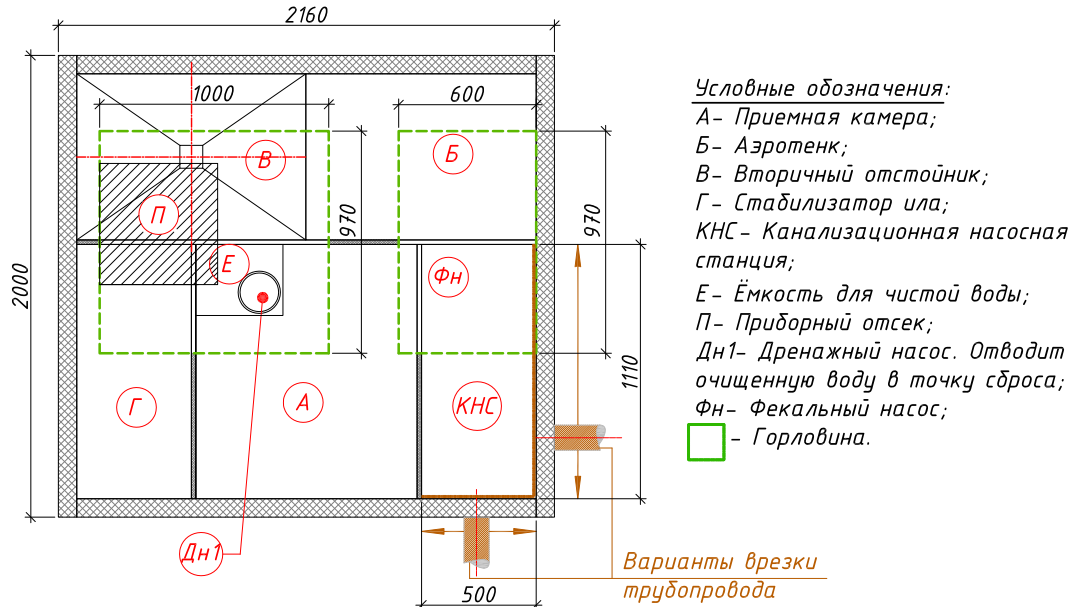 2160
1000
600
В
Б
П
970
970
Е
Фн
2000
1110
Г
А
КНС
Дн1
500
Варианты врезки
трубопровода
Условные обозначения:
А- Приемная камера;
Б- Аэротенк;
В- Вторичный отстойник;
Г- Стабилизатор ила;
КНС- Канализационная насосная
станция;
Е- Ёмкость для чистой воды;
П- Приборный отсек;
Дн1- Дренажный насос. Отводит
очищенную воду в точку сброса;
Фн- Фекальный насос;
- Горловина.